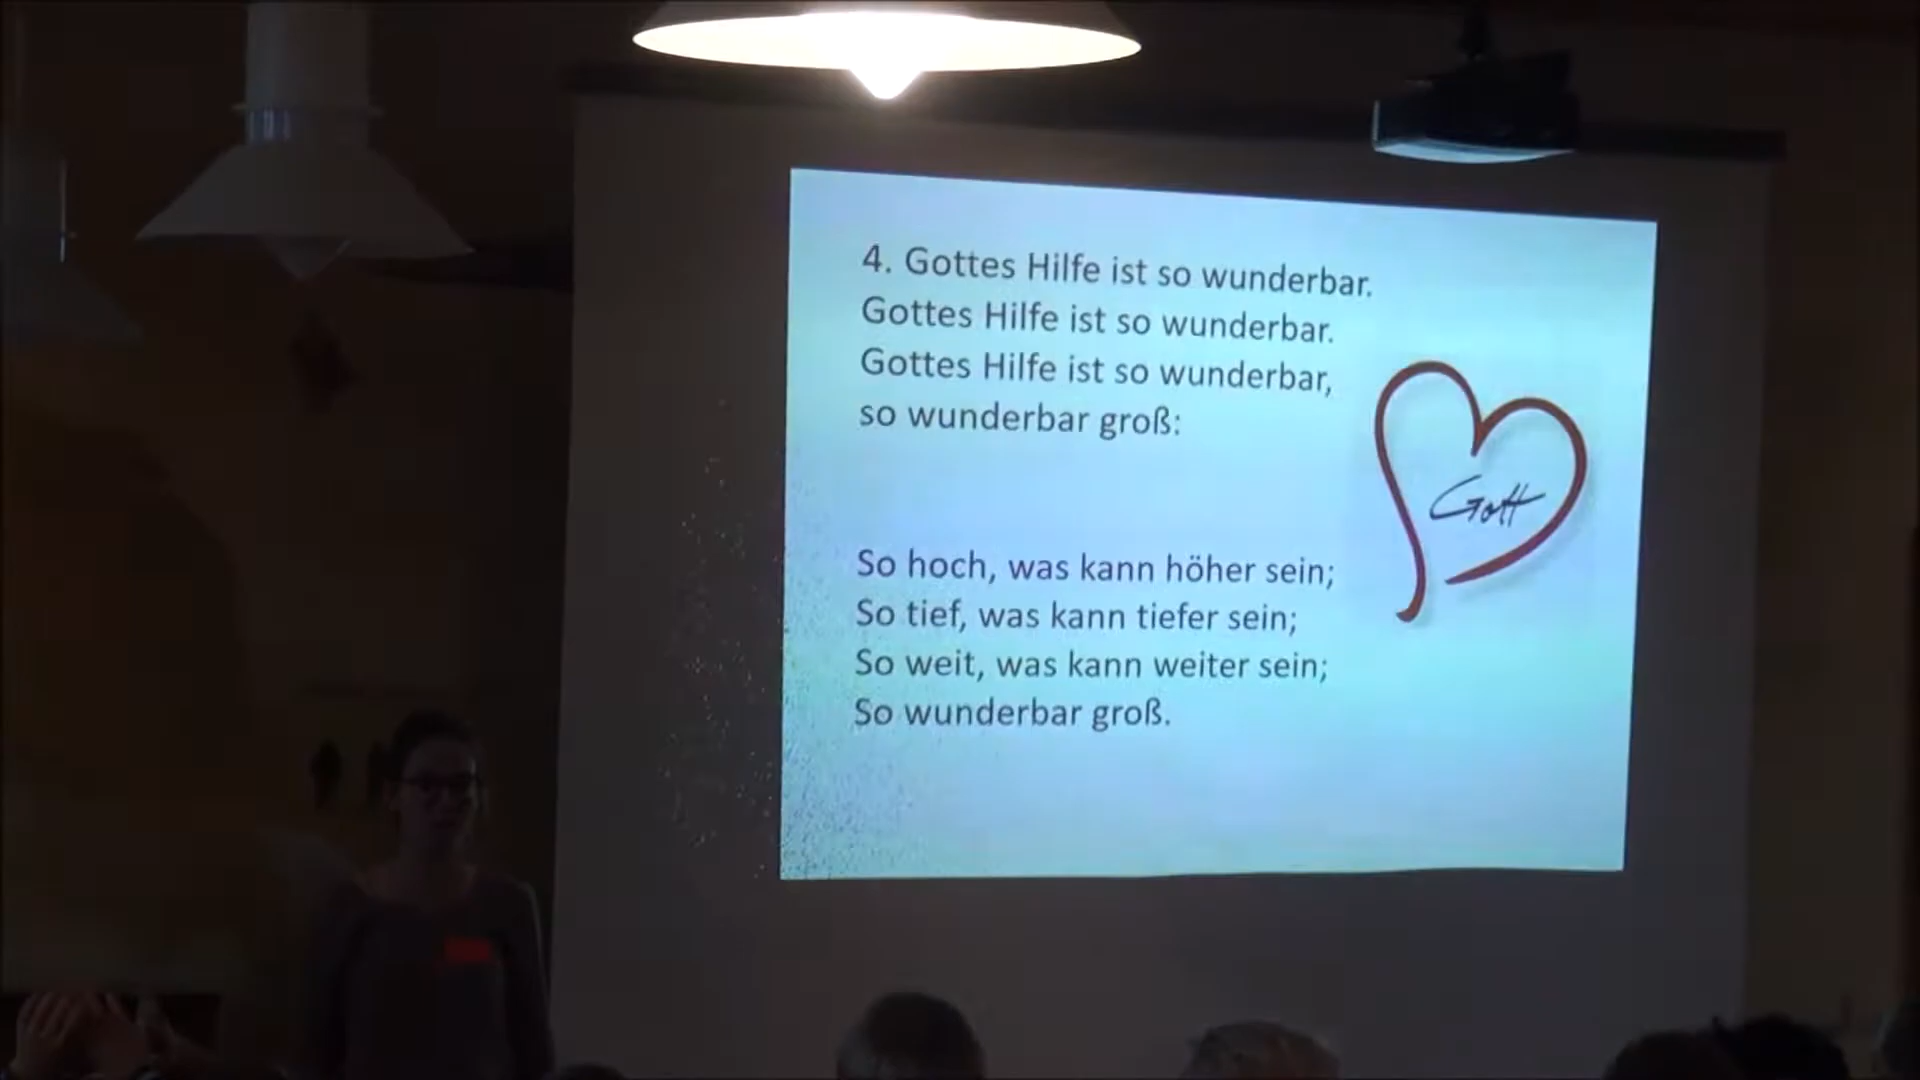 4. Gottes Hilfe ist so wunderbar.
Gottes Hilfe ist so wunderbar.
Gottes Hilfe ist so wunderbar,
so wunderbar groß:
Gott
So hoch, was kann höher sein;
So tief, was kann tiefer sein;
So weit, was kann weiter sein;
So wunderbar groß.